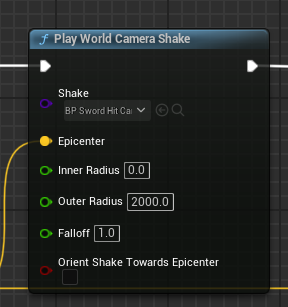 f Play World Camera Shake
Shake
BP Sword Hit Ca
Epicenter
Inner Radius 0.0
Outer Radius 2000.0
Falloff 1.0
Orient Shake Towards Epicenter